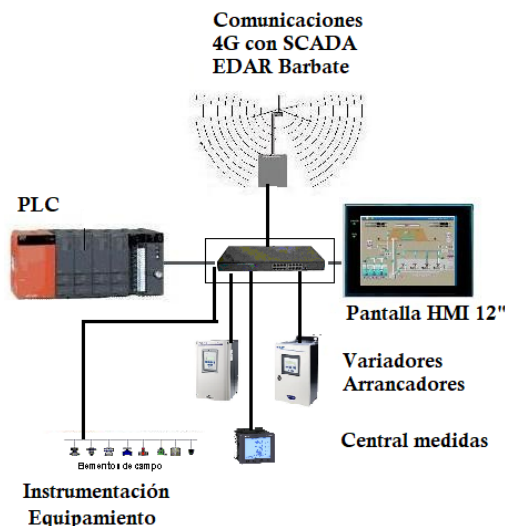 Comunicaciones
4G con SCADA
EDAR Barbate
PLC
Pantalla HMI 12"
Variadores
Arrancadores
Central medidas
Elementos de campo
Instrumentación
Equipamiento